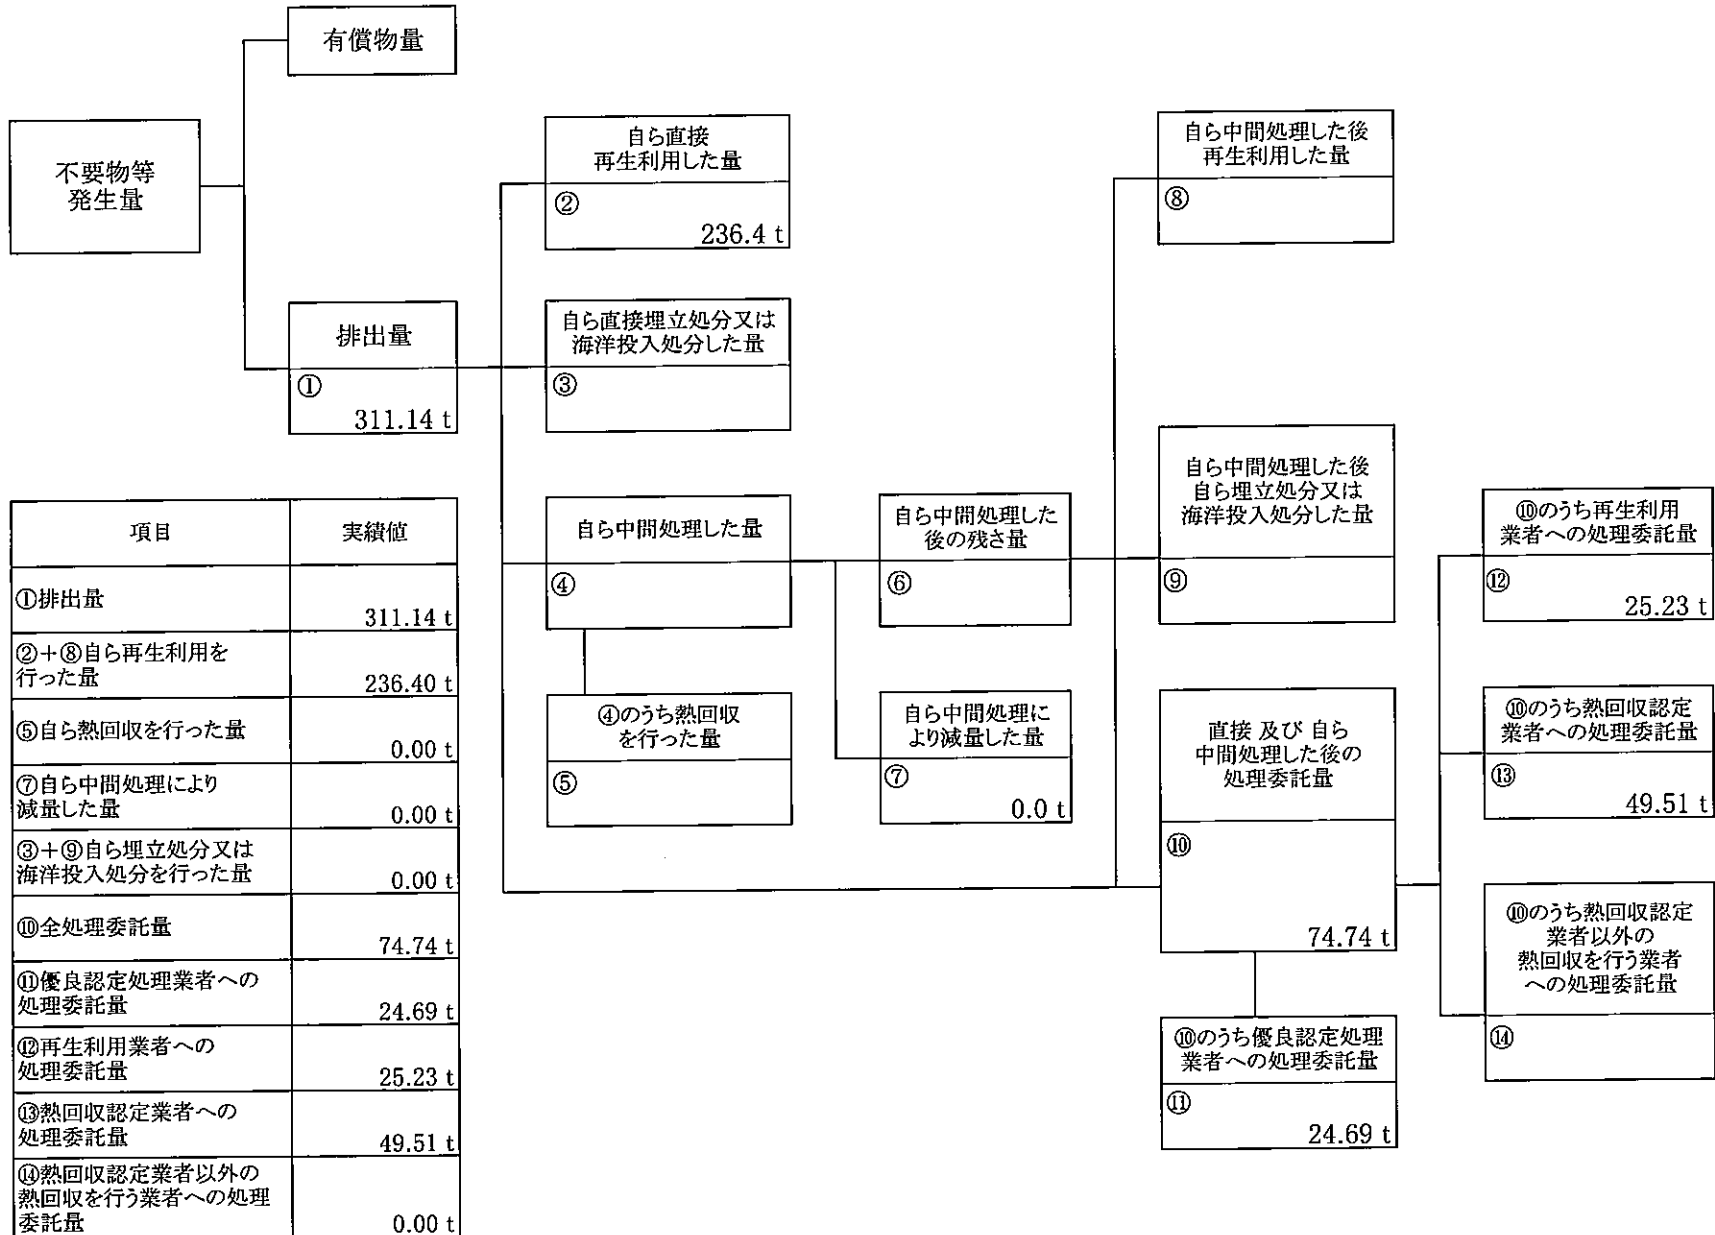 有償物量
不要物等
発生量
排出量
①
311.14 t
自ら直接
再生利用した量
②
236.4 t
自ら直接埋立処分又は
海洋投入処分した量
③
自ら中間処理した量
④
④のうち熱回収
を行った量
⑤
自ら中間処理した
後の残さ量
⑥
自ら中間処理に
より減量した量
⑦
0.0 t
自ら中間処理した後
再生利用した量
⑧
自ら中間処理した後
自ら埋立処分又は
海洋投入処分した量
⑨
直接 及び 自ら
中間処理した後の
処理委託量
⑩
74.74 t
⑩のうち優良認定処理
業者への処理委託量
⑪
24.69 t
⑩のうち再生利用
業者への処理委託量
⑫
25.23 t
⑩のうち熱回収認定
業者への処理委託量
⑬
49.51 t
⑩のうち熱回収認定
業者以外の
熱回収を行う業者
への処理委託量
⑭
項目 実績値
①排出量
311.14 t
②+⑧自ら再生利用を
行った量
236.40 t
⑤自ら熱回収を行った量
0.00 t
⑦自ら中間処理により
減量した量
0.00 t
③+⑨自ら埋立処分又は
海洋投入処分を行った量
0.00 t
⑩全処理委託量
74.74 t
⑪優良認定処理業者への
処理委託量
24.69 t
⑫再生利用業者への
処理委託量
25.23 t
⑬熱回収認定業者への
処理委託量
49.51 t
⑭熱回収認定業者以外の
熱回収を行う業者への処理
委託量
0.00 t